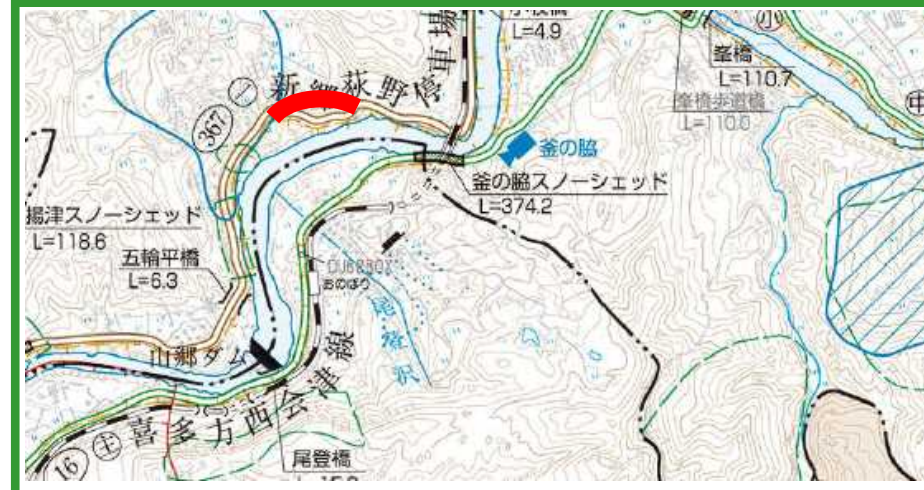 L=4.9
小
峯橋
L=110.7
峯歩道橋
L=110.0
新郷荻野停車場
367
一
釜の脇
釜の脇スノーシェッド
L=374.2
揚津スノーシェッド
L=118.6
五輪平橋
L=6.3
おのぼり
尾登沢
山郷ダム
16
主
喜多方西会津線
尾登橋